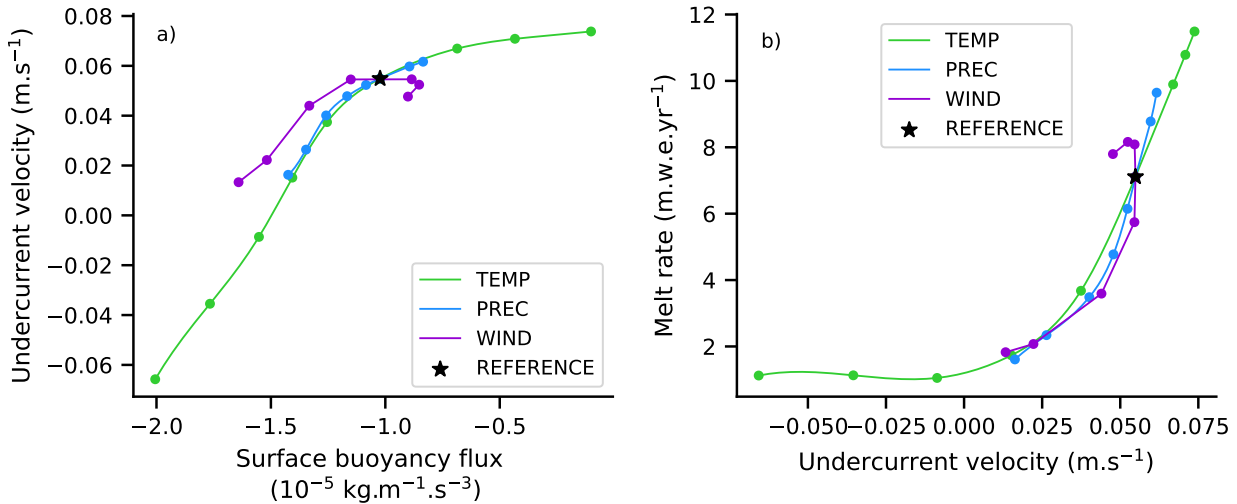 a)
0.08
0.06
0.04
0.02
0.00
−0.02
−0.04
−0.06
Undercurrent velocity (m.s⁻¹)
TEMP
PREC
WIND
REFERENCE
−2.0 −1.5 −1.0 −0.5
Surface buoyancy flux
(10⁻⁵ kg.m⁻¹.s⁻³)
b)
12
10
8
6
4
2
Melt rate (m.w.e.yr⁻¹)
TEMP
PREC
WIND
REFERENCE
−0.050 −0.025 0.000 0.025 0.050 0.075
Undercurrent velocity (m.s⁻¹)